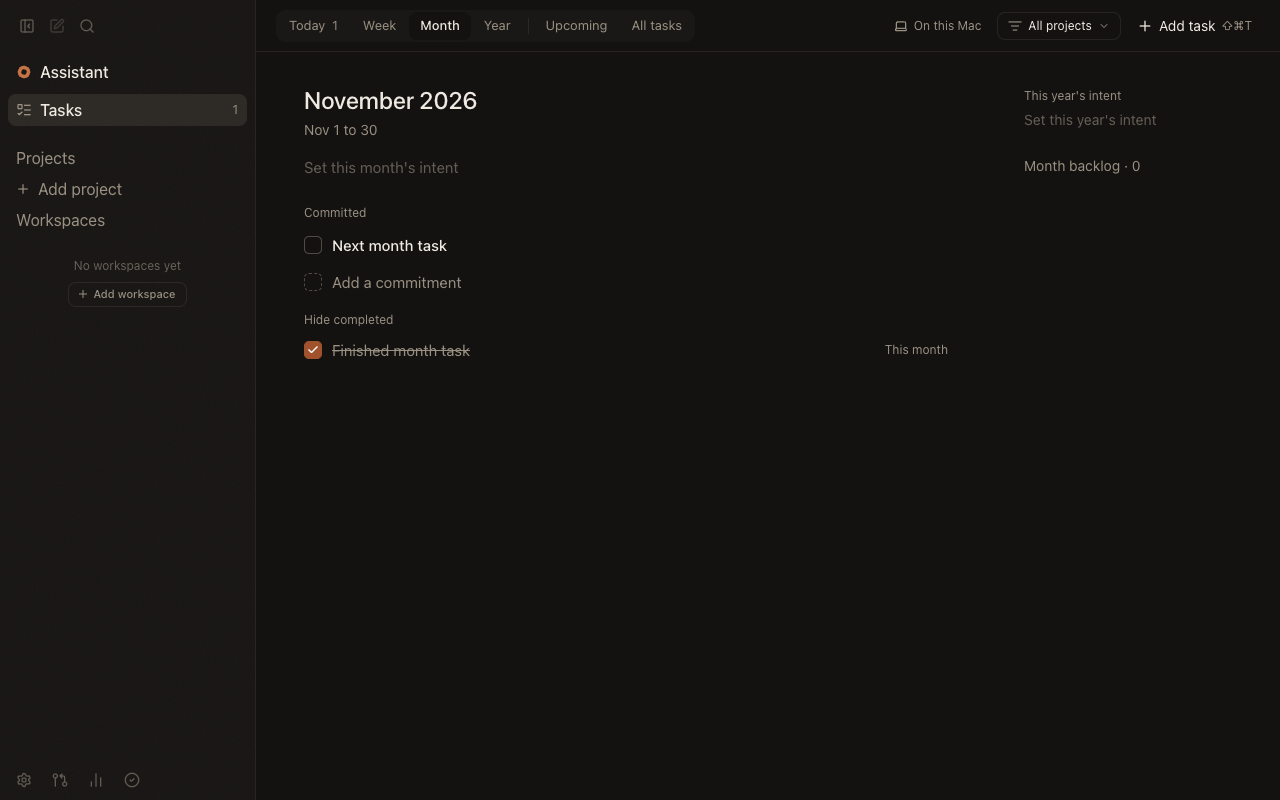 Assistant
Tasks 1
Projects
Add project
Workspaces
No workspaces yet
Add workspace
Today 1 Week Month Year Upcoming All tasks
On this Mac All projects Add task ⇧⌘T
November 2026
Nov 1 to 30
Set this month's intent
Committed
Next month task
Add a commitment
Hide completed
Finished month task This month
This year's intent
Set this year's intent
Month backlog · 0